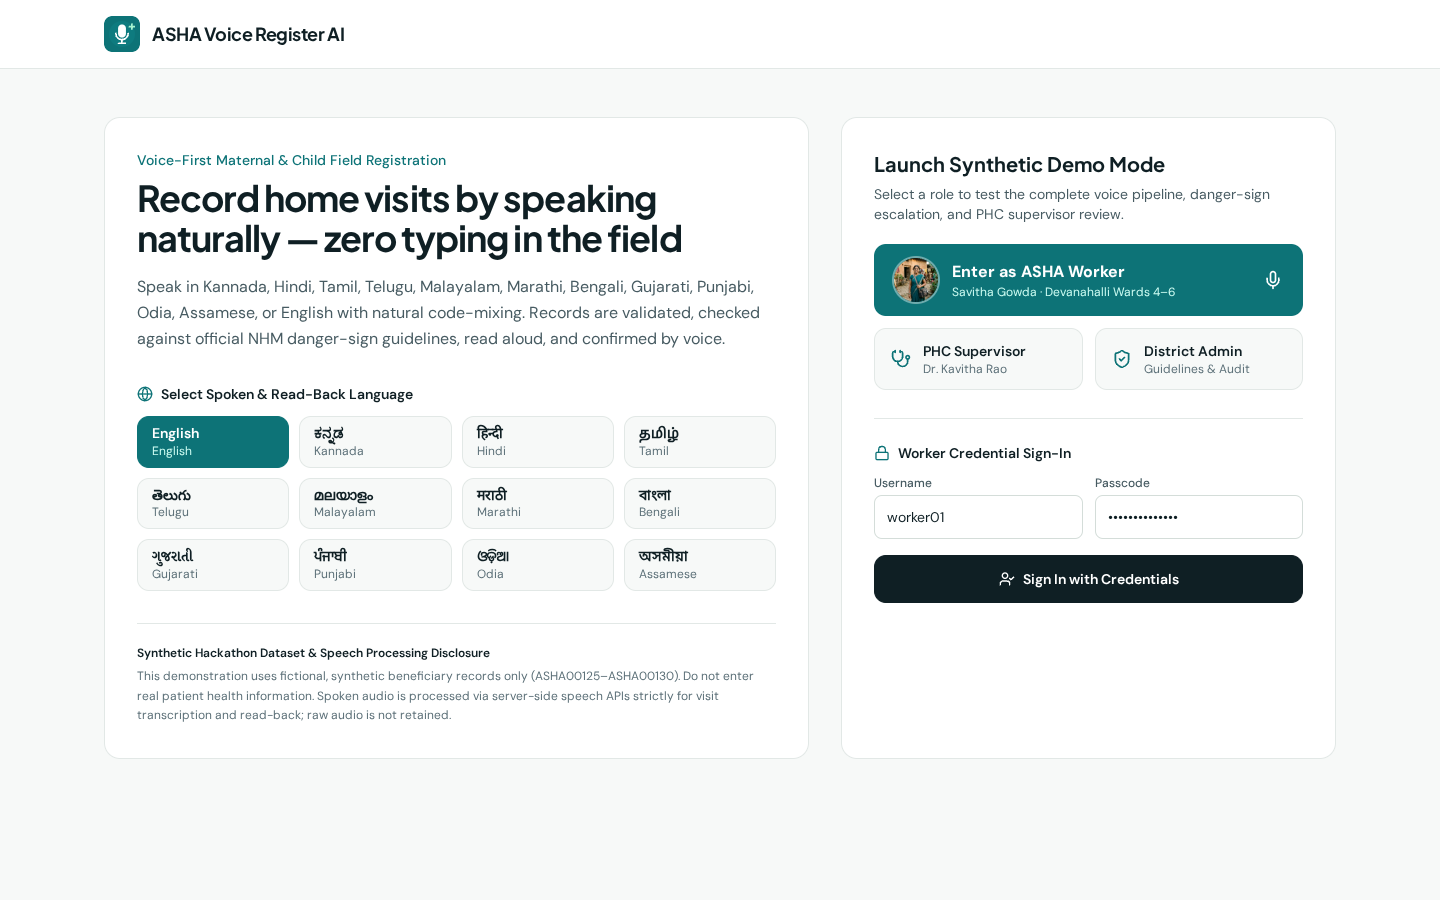 ASHA Voice Register AI
Voice-First Maternal & Child Field Registration
Record home visits by speaking
naturally — zero typing in the field
Speak in Kannada, Hindi, Tamil, Telugu, Malayalam, Marathi, Bengali, Gujarati, Punjabi,
Odia, Assamese, or English with natural code-mixing. Records are validated, checked
against official NHM danger-sign guidelines, read aloud, and confirmed by voice.
Select Spoken & Read-Back Language
English
English
ಕನ್ನಡ
Kannada
हिन्दी
Hindi
தமிழ்
Tamil
తెలుగు
Telugu
മലയാളം
Malayalam
मराठी
Marathi
বাংলা
Bengali
ગુજરાતી
Gujarati
ਪੰਜਾਬੀ
Punjabi
ଓଡ଼ିଆ
Odia
অসমীয়া
Assamese
Synthetic Hackathon Dataset & Speech Processing Disclosure
This demonstration uses fictional, synthetic beneficiary records only (ASHA00125–ASHA00130). Do not enter
real patient health information. Spoken audio is processed via server-side speech APIs strictly for visit
transcription and read-back; raw audio is not retained.
Launch Synthetic Demo Mode
Select a role to test the complete voice pipeline, danger-sign
escalation, and PHC supervisor review.
Enter as ASHA Worker
Savitha Gowda · Devanahalli Wards 4–6
PHC Supervisor
Dr. Kavitha Rao
District Admin
Guidelines & Audit
Worker Credential Sign-In
Username
Passcode
worker01
••••••••••••••
Sign In with Credentials